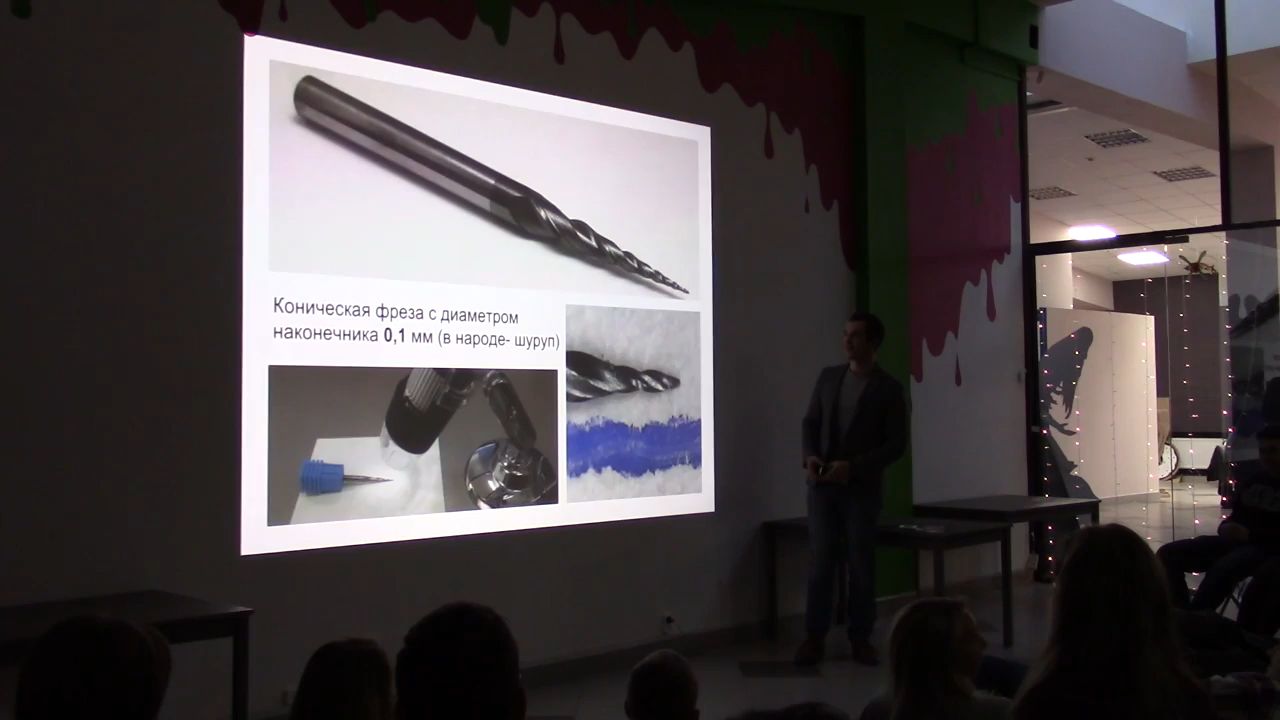 Коническая фреза с диаметром
наконечника 0,1 мм (в народе- шуруп)